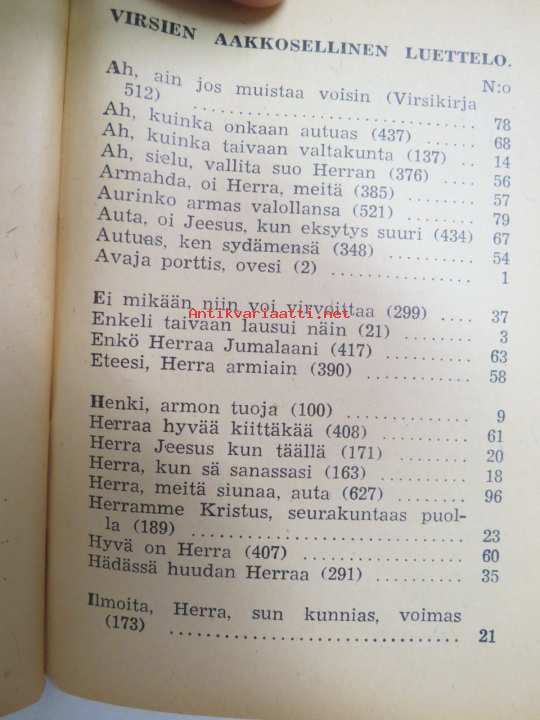 VIRSIEN AAKKOSELLINEN LUETTELO.
N:o
Ah, ain jos muistaa voisin (Virsikirja
512) .............................. 78
Ah, kuinka onkaan autuas (437) ...... 68
Ah, kuinka taivaan valtakunta (137) .. 14
Ah, sielu, vallita suo Herran (376) .... 56
Armahda, oi Herra, meitä (385) ...... 57
Aurinko armas valollansa (521) ...... 79
Auta, oi Jeesus, kun eksytys suuri (434) 67
Autuas, ken sydämensä (348) ........ 54
Avaja porttis, ovesi (2) .............. 1
Ei mikään niin voi virvoittaa (299) .... 37
Antikvariaatti.net
Enkeli taivaan lausui näin (21) ........ 3
Enkö Herraa Jumalaani (417) ........ 63
Eteesi, Herra armiain (390) .......... 58
Henki, armon tuoja (100) ............ 9
Herraa hyvää kiittäkää (408) ........ 61
Herra Jeesus kun täällä (171) ........ 20
Herra, kun sä sanassasi (163) ........ 18
Herra, meitä siunaa, auta (627) ...... 96
Herramme Kristus, seurakuntaas puol-
la (189) .......................... 23
Hyvä on Herra (407) ................ 60
Hädässä huudan Herraa (291) ........ 35
Ilmoita, Herra, sun kunnias, voimas
(173) .............................. 21